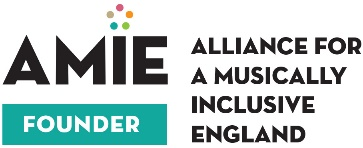 AMIE
FOUNDER
ALLIANCE FOR
A MUSICALLY
INCLUSIVE
ENGLAND